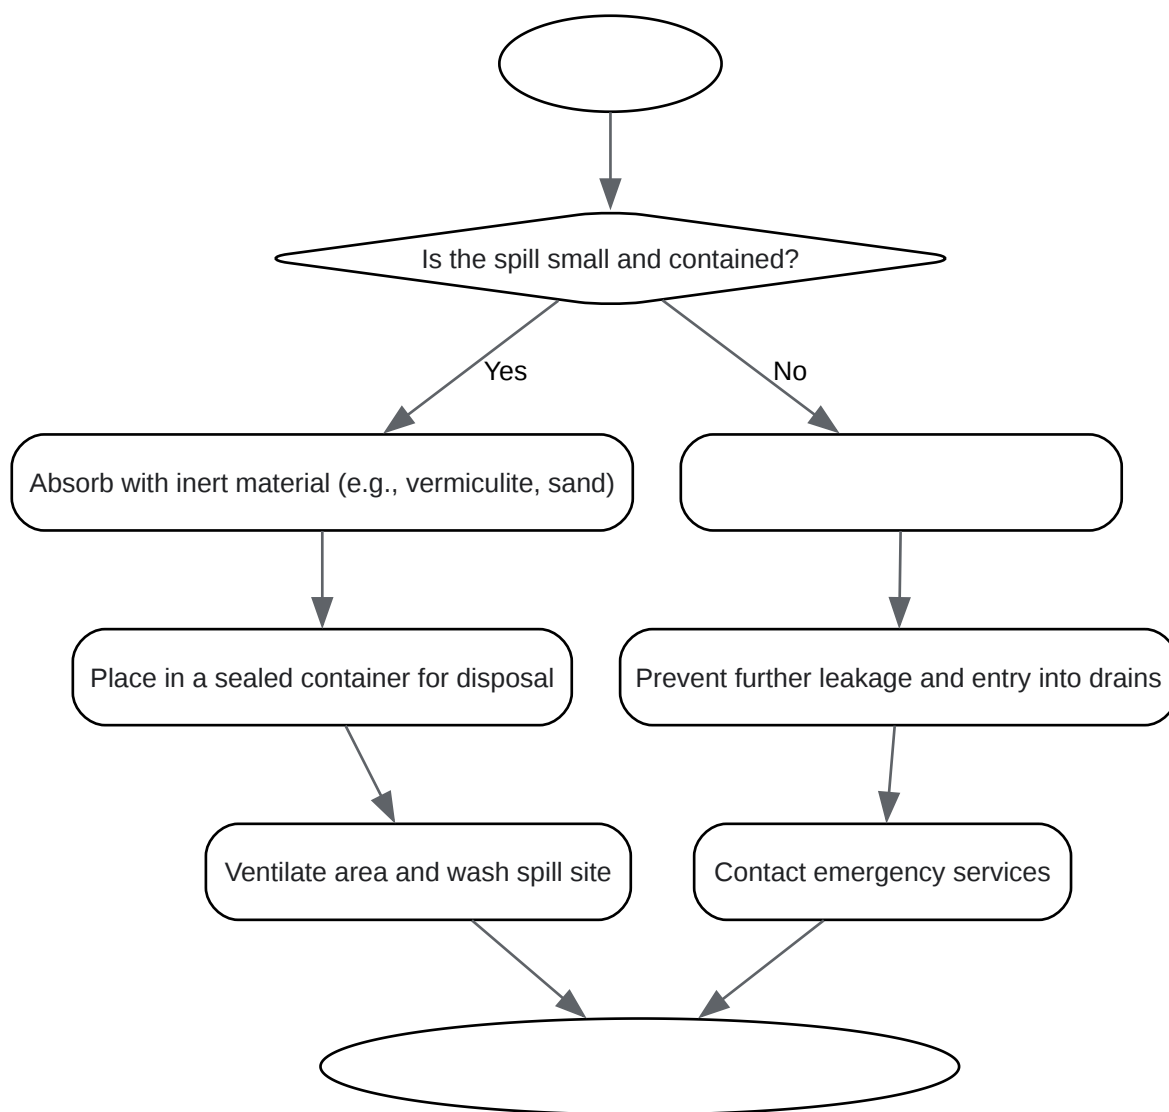 Is the spill small and contained?
Yes
No
Absorb with inert material (e.g., vermiculite, sand)
Place in a sealed container for disposal
Prevent further leakage and entry into drains
Ventilate area and wash spill site
Contact emergency services